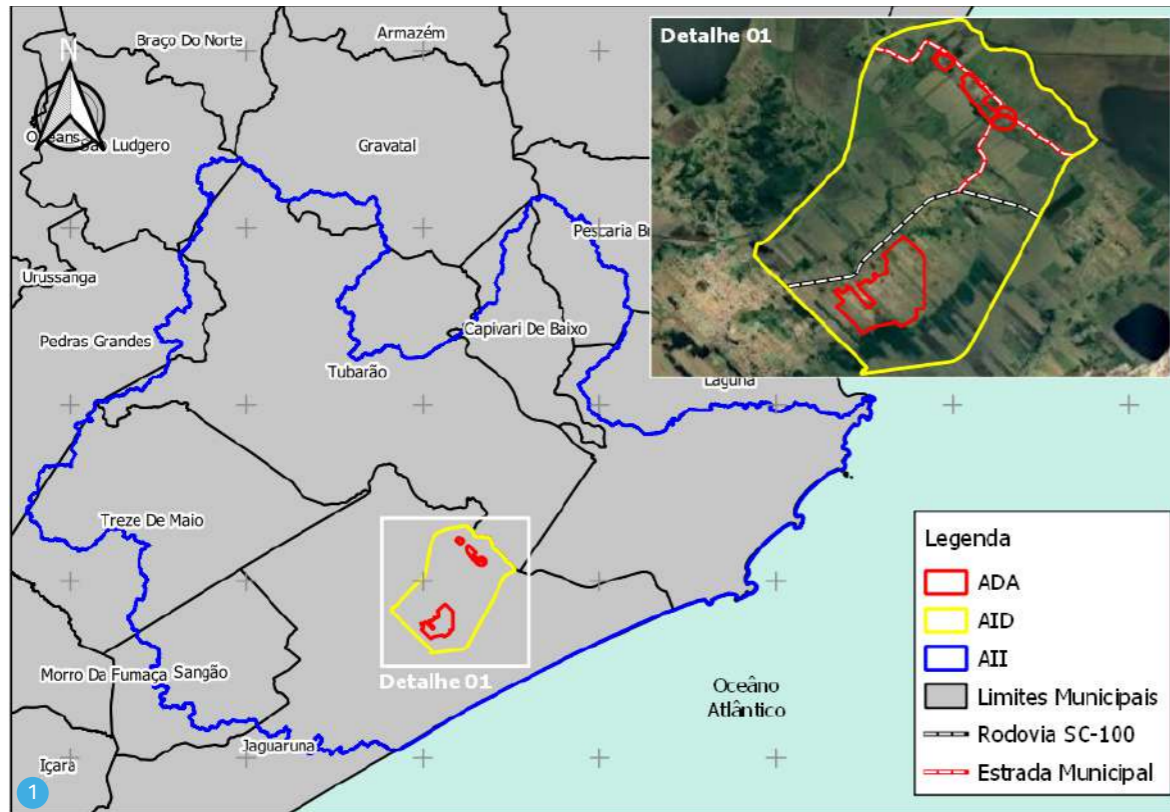 Braço Do Norte
Armazém
Detalhe 01
N
São Ludgero
Gravatal
Pescaria B
Urussanga
Pedras Grandes
Capivari De Baixo
Tubarão
Laguna
Treze De Maio
Legenda
ADA
AID
AII
Limites Municipais
Rodovia SC-100
Estrada Municipal
Morro Da Fumaça
Sangão
Detalhe 01
Oceâno
Atlântico
Jaguaruna
Içara
1